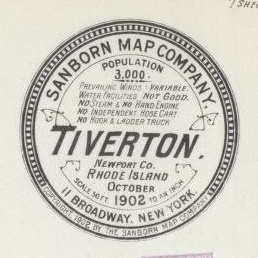 SANBORN MAP COMPANY.
POPULATION
3,000.
PREVAILING WINDS: VARIABLE.
WATER FACILITIES NOT GOOD.
NO STEAM & NO HAND ENGINE
NO INDEPENDENT HOSE CART
NO HOOK & LADDER TRUCK
TIVERTON.
NEWPORT CO.
RHODE ISLAND
OCTOBER
1902
SCALE 50 FT. TO AN INCH
11 BROADWAY, NEW YORK.
COPYRIGHT, 1902 BY THE SANBORN MAP COMPANY